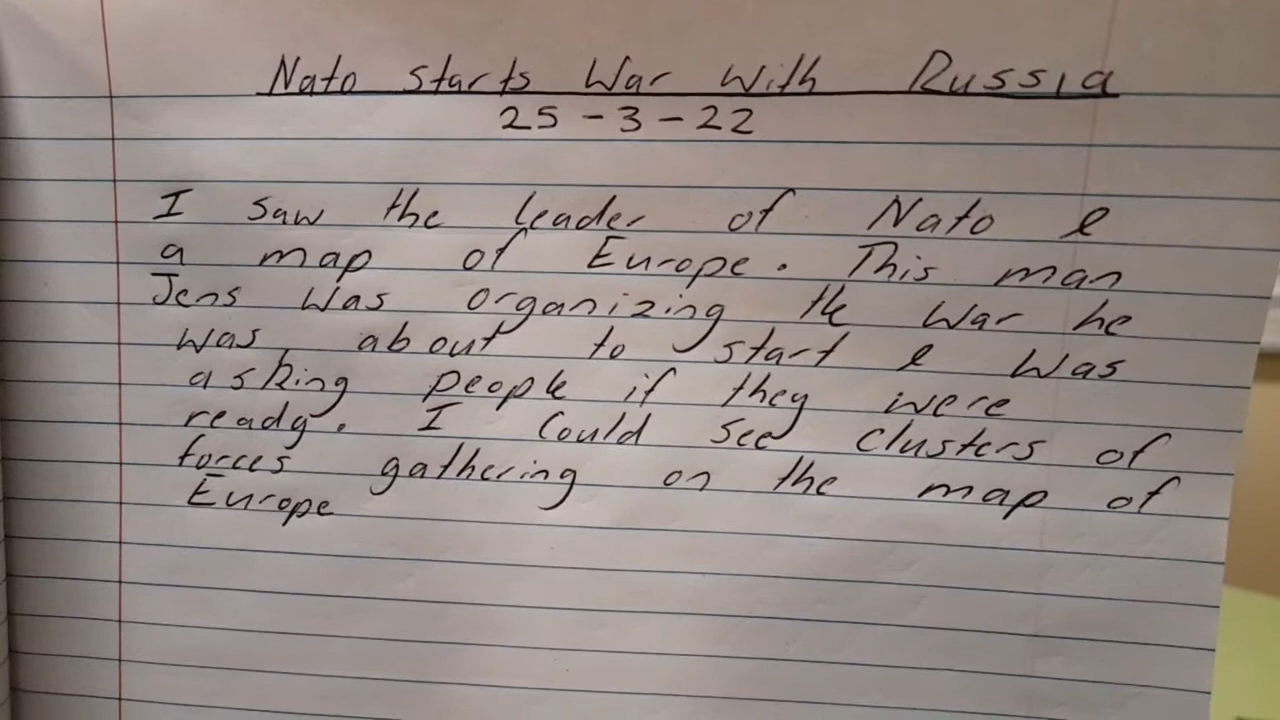 Nato starts War With Russia
25-3-22
I saw the leader of Nato &
a map of Europe. This man
Jens Was organizing the War he
was about to start & Was
asking people if they were
ready. I Could see clusters of
forces gathering on the map of
Europe